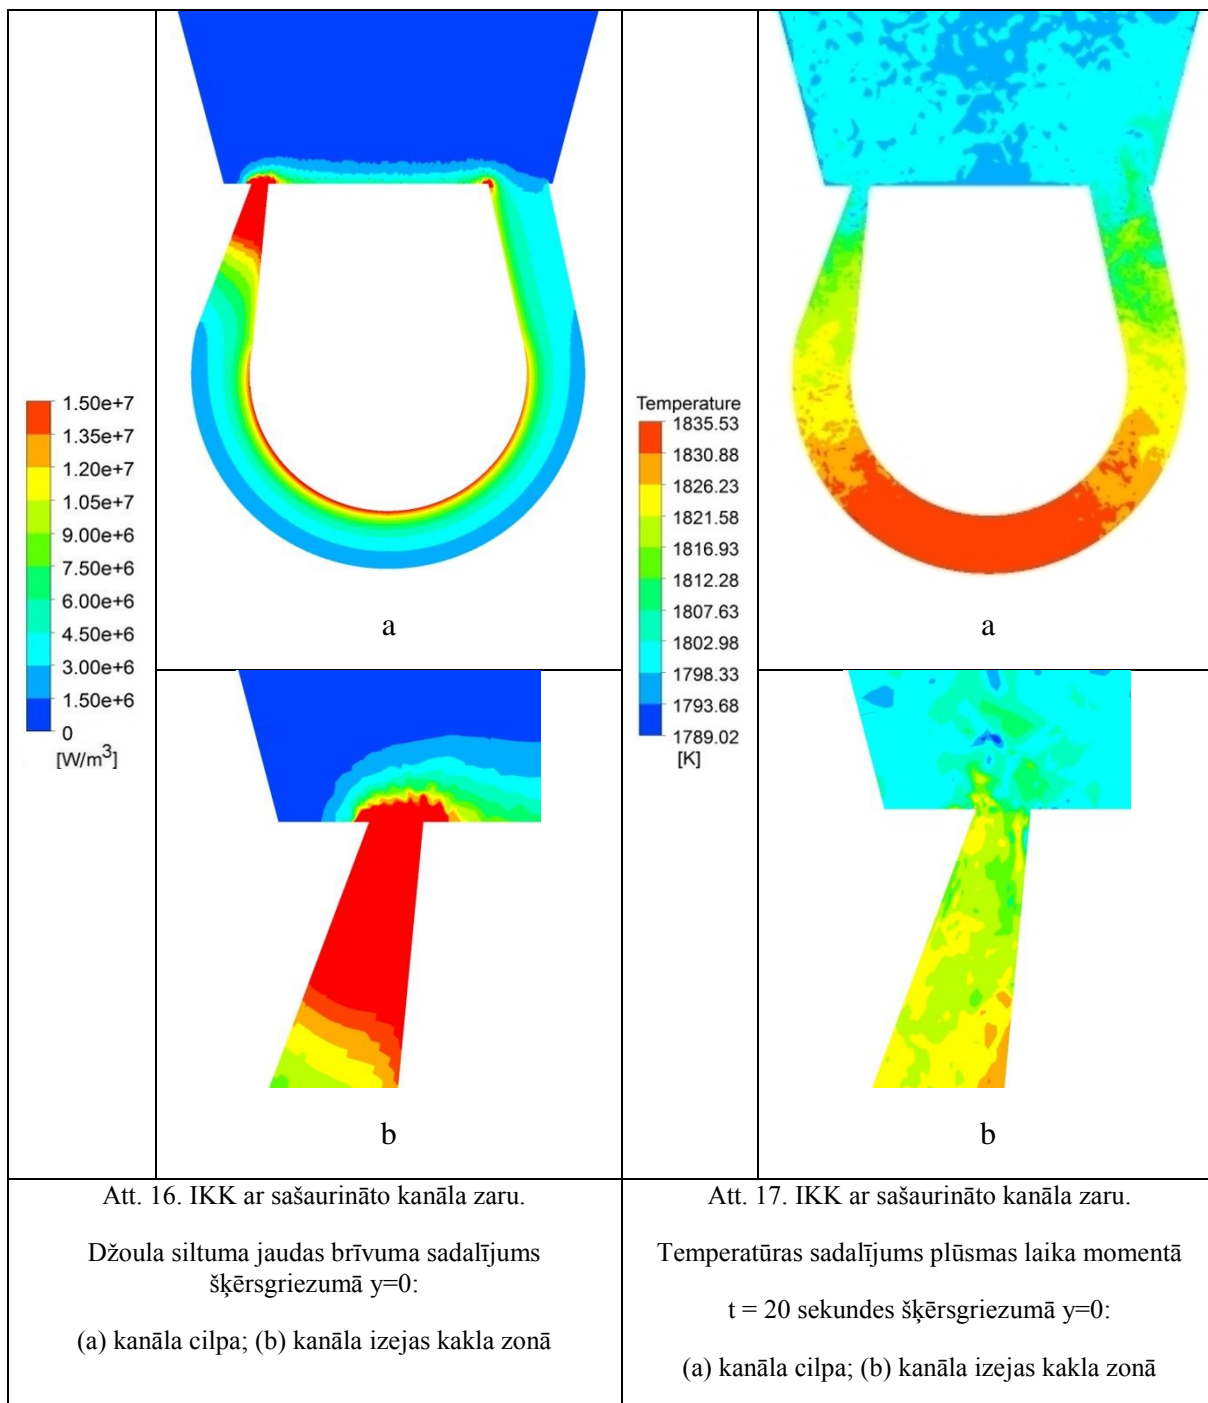 1.50e+7
1.35e+7
1.20e+7
1.05e+7
9.00e+6
7.50e+6
6.00e+6
4.50e+6
3.00e+6
1.50e+6
0
[W/m³]
a
b
Temperature
1835.53
1830.88
1826.23
1821.58
1816.93
1812.28
1807.63
1802.98
1798.33
1793.68
1789.02
[K]
a
b
Att. 16. IKK ar sašaurināto kanāla zaru.
Džoula siltuma jaudas brīvuma sadalījums
šķērsgriezumā y=0:
(a) kanāla cilpa; (b) kanāla izejas kakla zonā
Att. 17. IKK ar sašaurināto kanāla zaru.
Temperatūras sadalījums plūsmas laika momentā
t = 20 sekundes šķērsgriezumā y=0:
(a) kanāla cilpa; (b) kanāla izejas kakla zonā